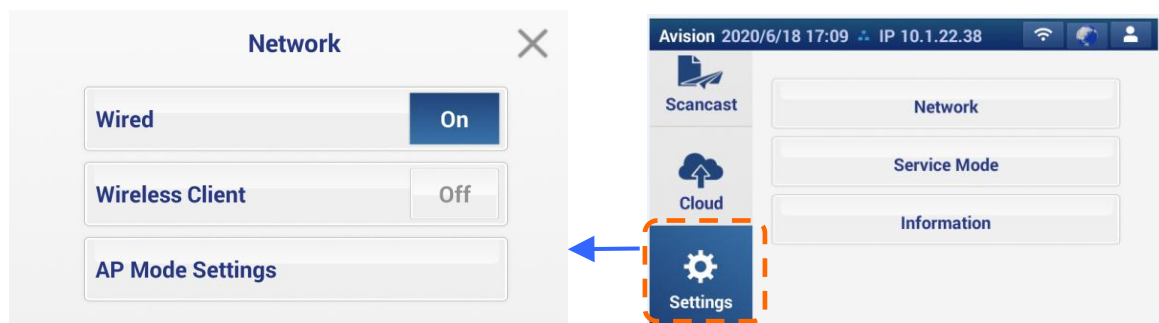 Network
Wired
On
Wireless Client
Off
AP Mode Settings
Avision 2020/6/18 17:09 IP 10.1.22.38
Scancast
Cloud
Settings
Network
Service Mode
Information